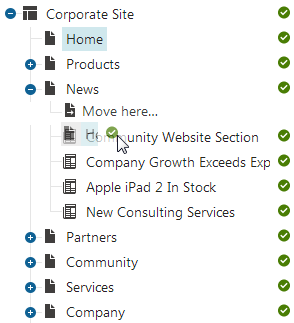 Corporate Site
Home
Products
News
Move here...
Community Website Section
Company Growth Exceeds Exp
Apple iPad 2 In Stock
New Consulting Services
Partners
Community
Services
Company